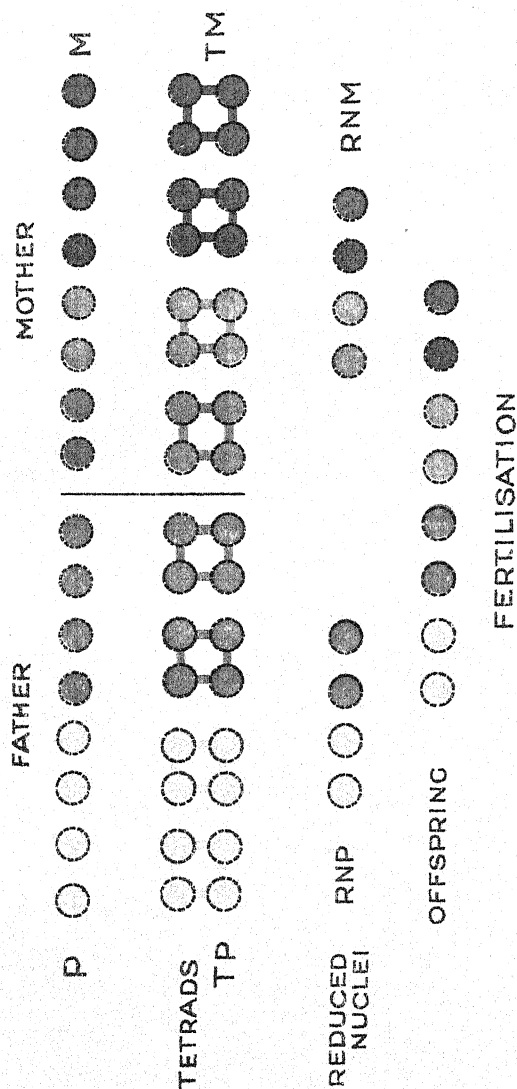 FATHER
MOTHER
P
M
TETRADS
TP
TM
REDUCED
NUCLEI
RNP
RNM
OFFSPRING
FERTILISATION